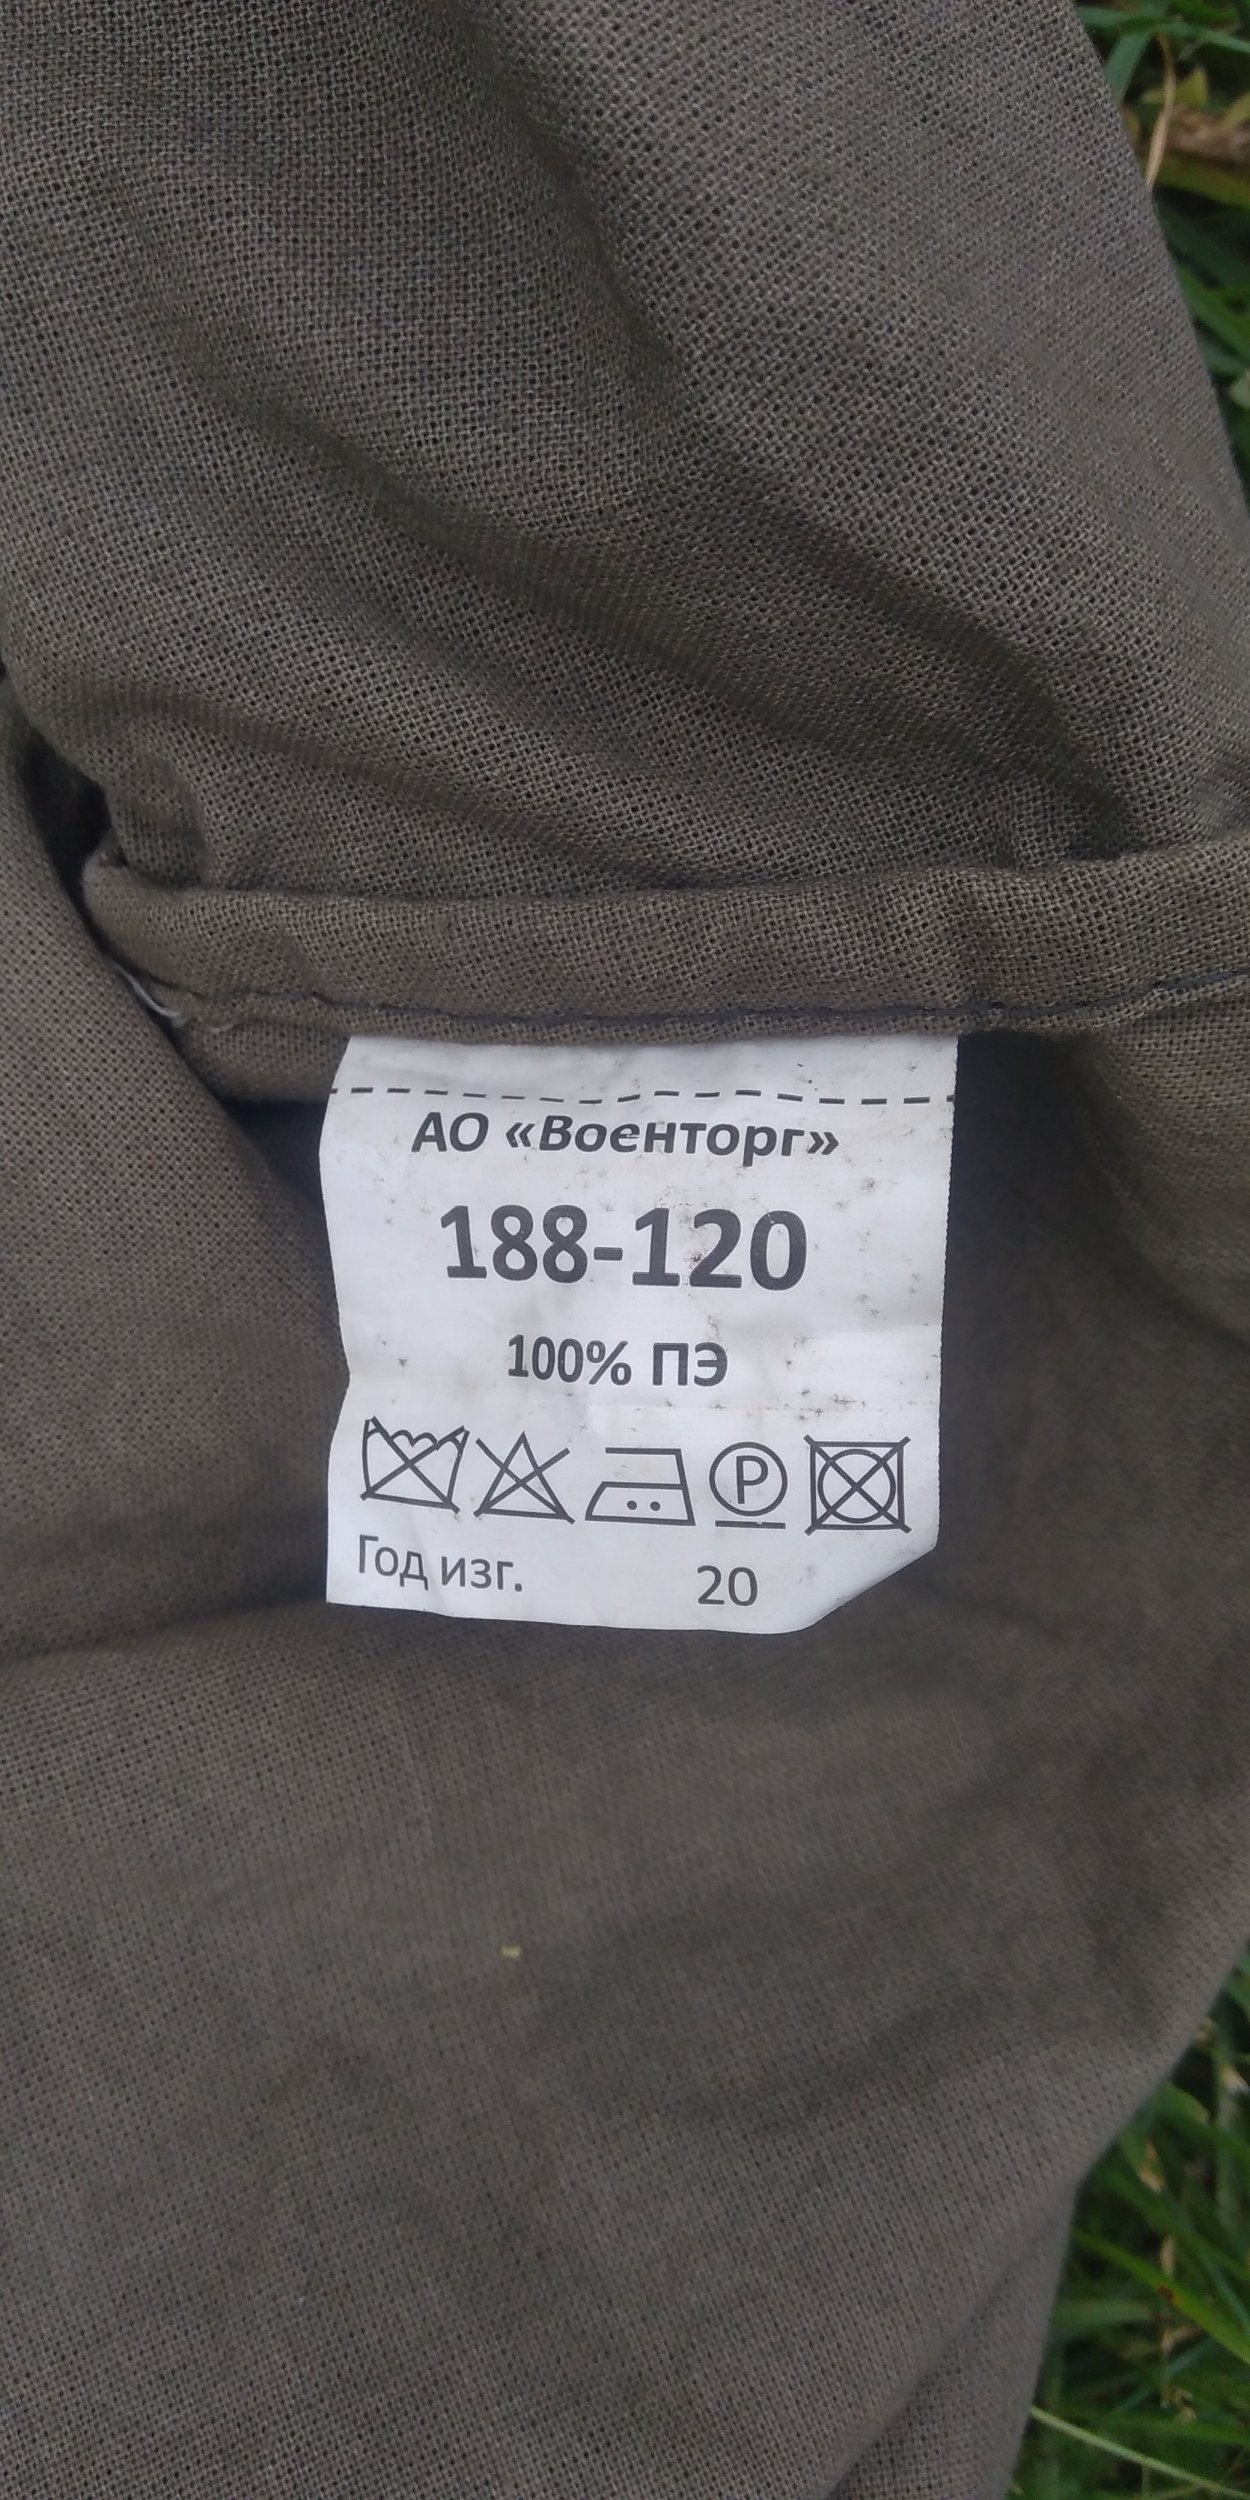 АО «Военторг»
188-120
100% ПЭ
P
Год изг. 20